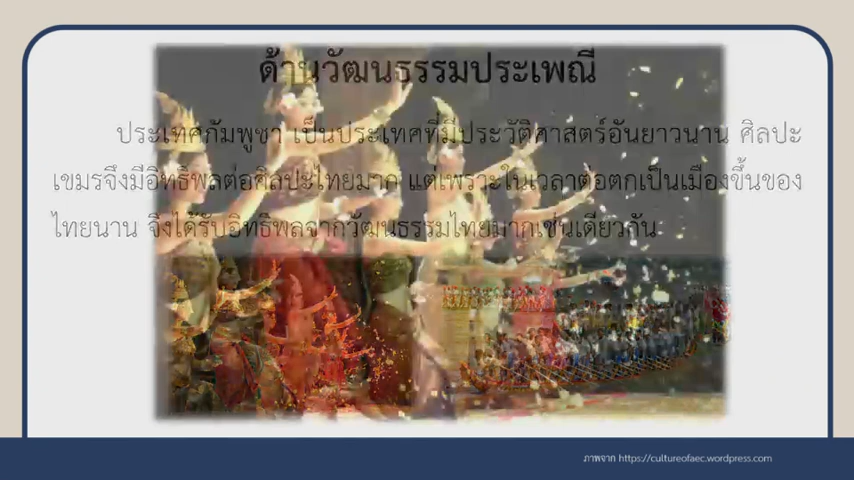 ด้านวัฒนธรรมประเพณี
ประเทศกัมพูชา เป็นประเทศที่มีประวัติศาสตร์อันยาวนาน ศิลปะ
เขมรจึงมีอิทธิพลต่อศิลปะไทยมาก แต่เพราะในเวลาต่อตกเป็นเมืองขึ้นของ
ไทยนาน จึงได้รับอิทธิพลจากวัฒนธรรมไทยมากเช่นเดียวกัน
ภาพจาก https://cultureofaec.wordpress.com